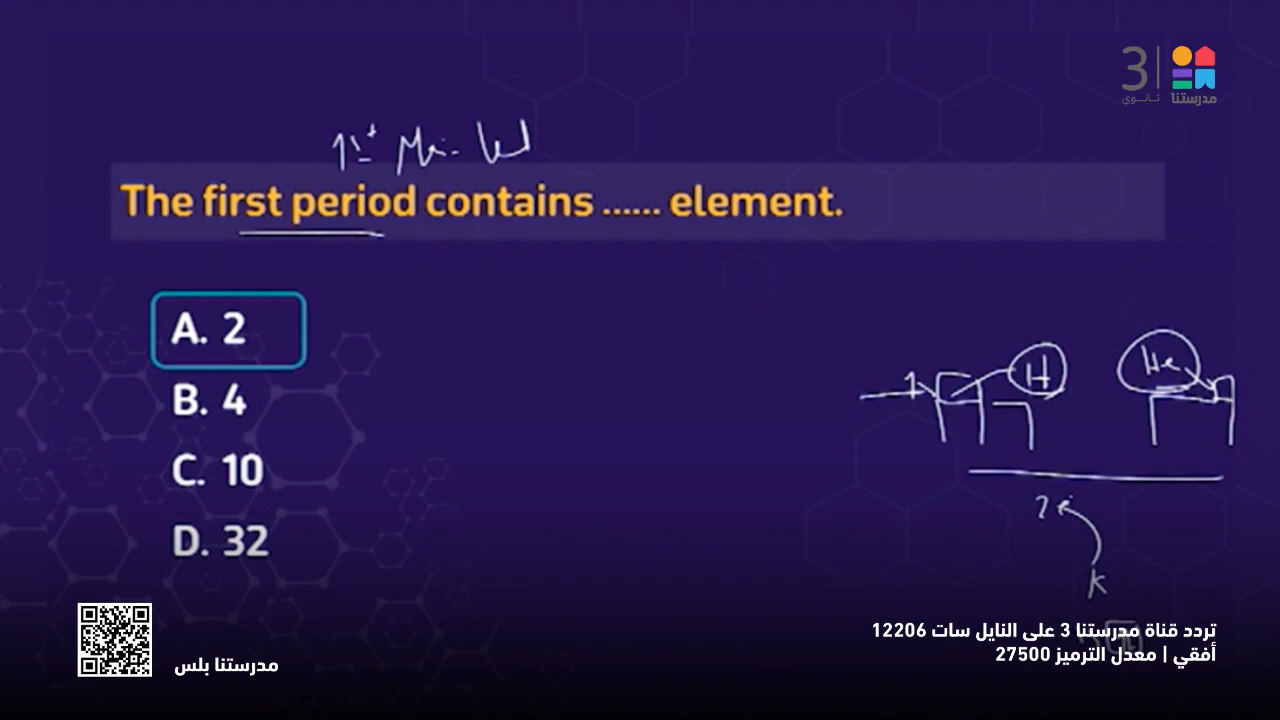 3
ثانوي
مدرستنا
1st
The first period contains ...... element.
A. 2
B. 4
C. 10
D. 32
1
H
He
K
تردد قناة مدرستنا 3 على النايل سات 12206
أفقي | معدل الترميز 27500
مدرستنا بلس